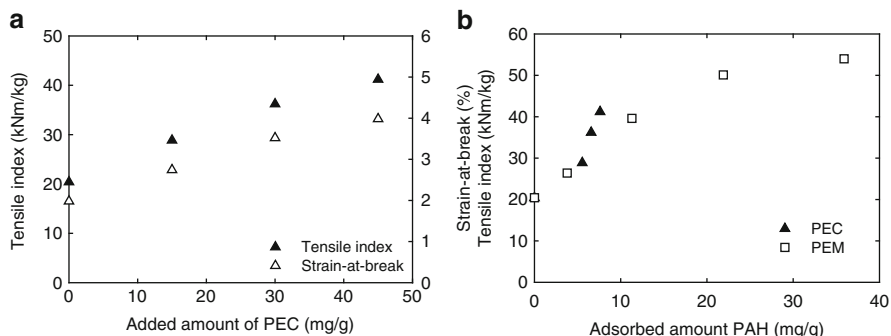 a
50
40
30
20
10
0
Tensile index (kNm/kg)
6
5
4
3
2
1
0
Strain-at-break (%)
Tensile index
Strain-at-break
0 10 20 30 40 50
Added amount of PEC (mg/g)
b
60
50
40
30
20
10
0
Tensile index (kNm/kg)
PEC
PEM
0 10 20 30 40
Adsorbed amount PAH (mg/g)